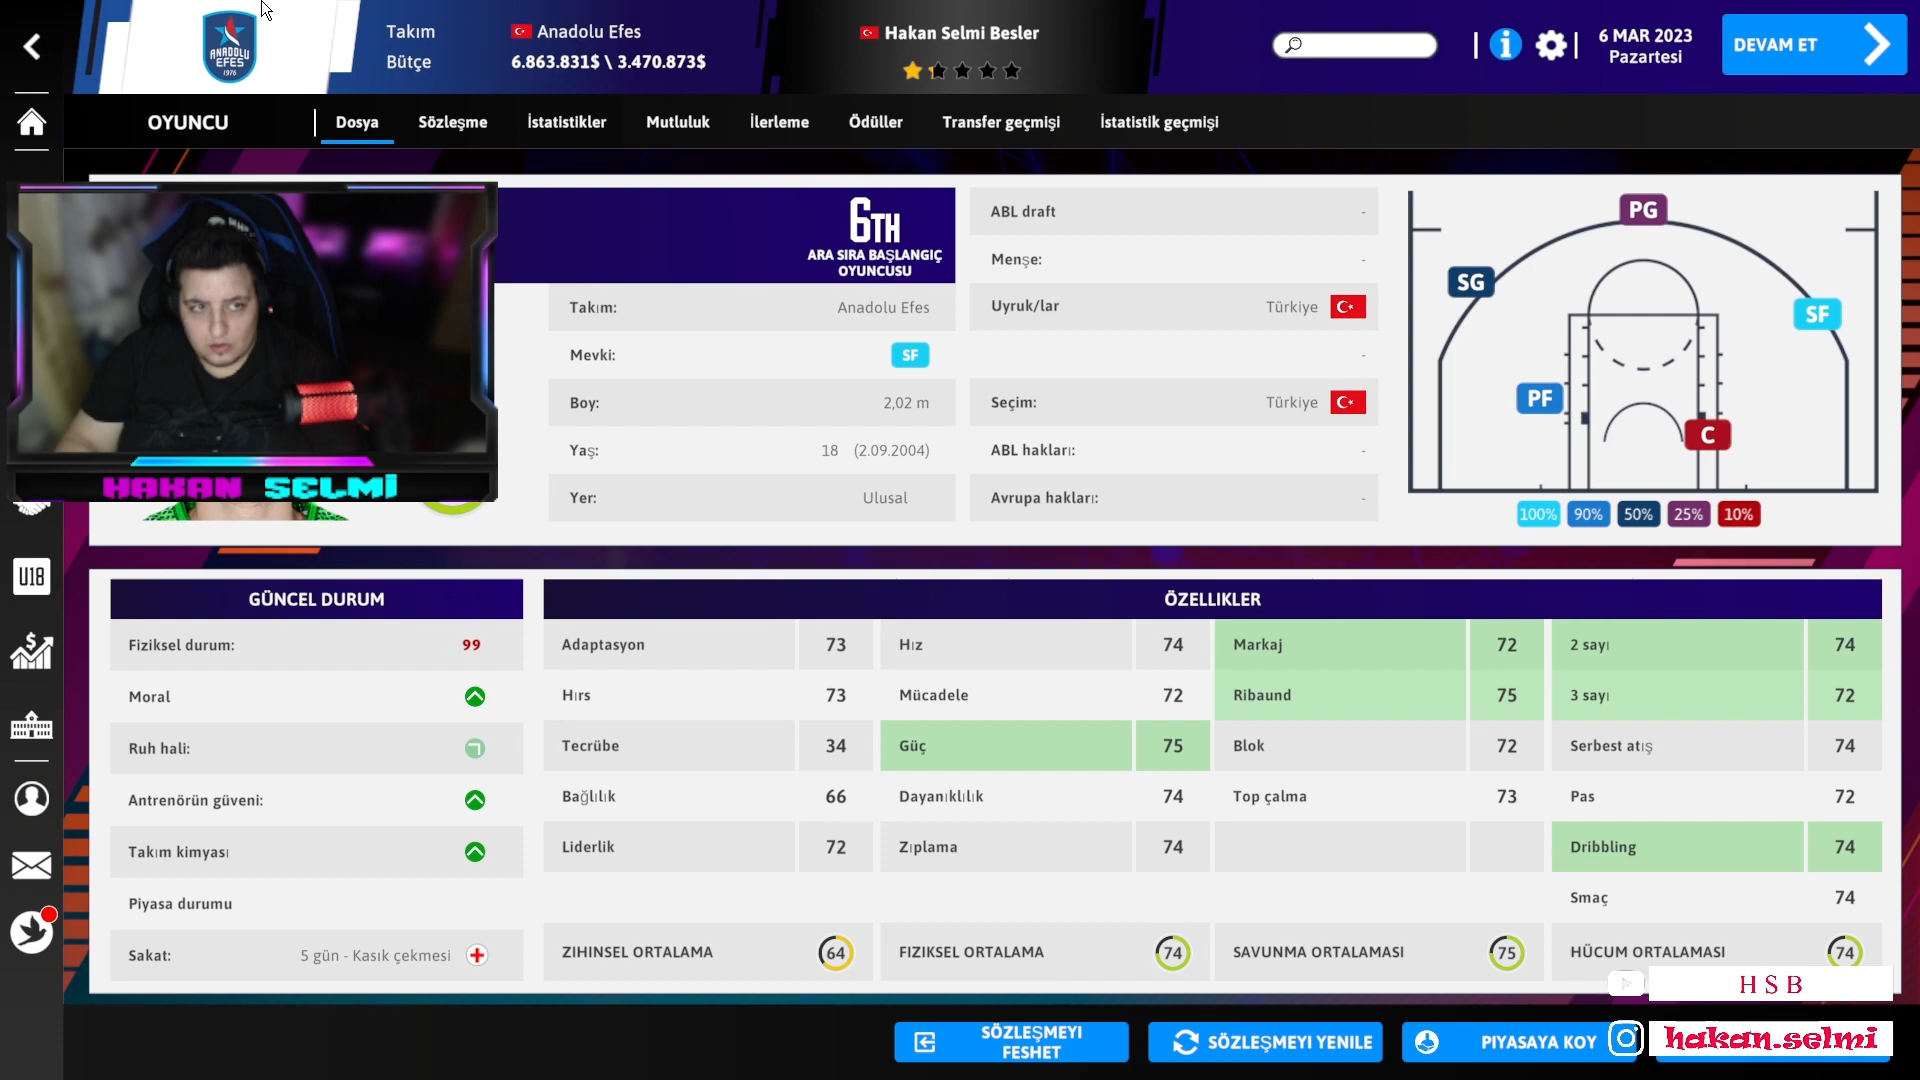 ANADOLU
EFES
1976
Takım
Anadolu Efes
Bütçe
6.863.831$ \ 3.470.873$
Hakan Selmi Besler
6 MAR 2023
Pazartesi
DEVAM ET
OYUNCU
Dosya
Sözleşme
İstatistikler
Mutluluk
İlerleme
Ödüller
Transfer geçmişi
İstatistik geçmişi
6TH
ARA SIRA BAŞLANGIÇ
OYUNCUSU
Takım:
Anadolu Efes
Mevki:
SF
Boy:
2,02 m
Yaş:
18 (2.09.2004)
Yer:
Ulusal
ABL draft
-
Menşe:
-
Uyruk/lar
Türkiye
-
Seçim:
Türkiye
ABL hakları:
-
Avrupa hakları:
-
PG
SG
SF
PF
C
100%
90%
50%
25%
10%
HAKAN SELMİ
U18
GÜNCEL DURUM
Fiziksel durum:
99
Moral
Ruh hali:
Antrenörün güveni:
Takım kimyası
Piyasa durumu
Sakat:
5 gün - Kasık çekmesi
ÖZELLIKLER
Adaptasyon
73
Hız
74
Markaj
72
2 sayı
74
Hırs
73
Mücadele
72
Ribaund
75
3 sayı
72
Tecrübe
34
Güç
75
Blok
72
Serbest atış
74
Bağlılık
66
Dayanıklılık
74
Top çalma
73
Pas
72
Liderlik
72
Zıplama
74
Dribbling
74
Smaç
74
ZIHINSEL ORTALAMA
64
FIZIKSEL ORTALAMA
74
SAVUNMA ORTALAMASI
75
HÜCUM ORTALAMASI
74
H S B
SÖZLEŞMEYI
FESHET
SÖZLEŞMEYI YENILE
PIYASAYA KOY
hakan.selmi